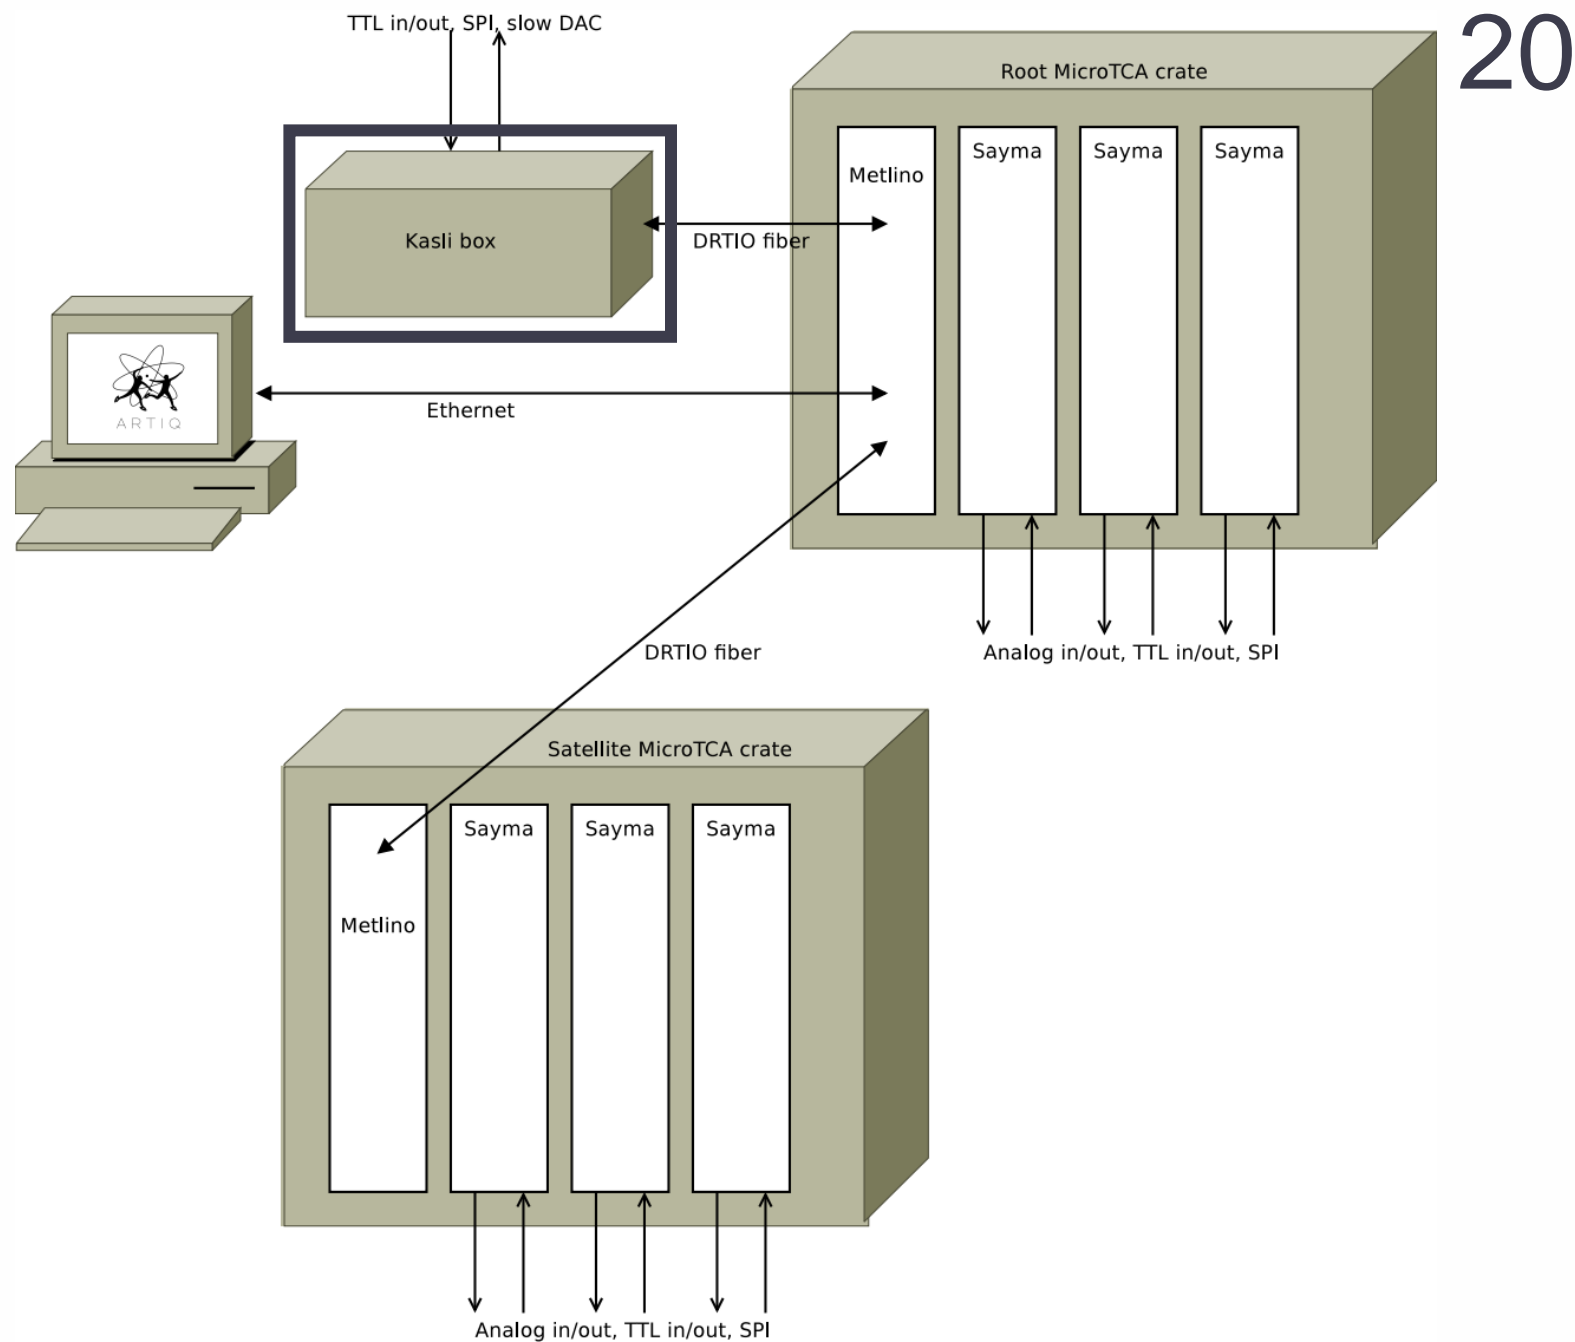 TTL in/out, SPI, slow DAC
20
Root MicroTCA crate
Metlino
Sayma
Sayma
Sayma
Kasli box
DRTIO fiber
ARTIQ
Ethernet
DRTIO fiber
Analog in/out, TTL in/out, SPI
Satellite MicroTCA crate
Sayma
Sayma
Sayma
Metlino
Analog in/out, TTL in/out, SPI